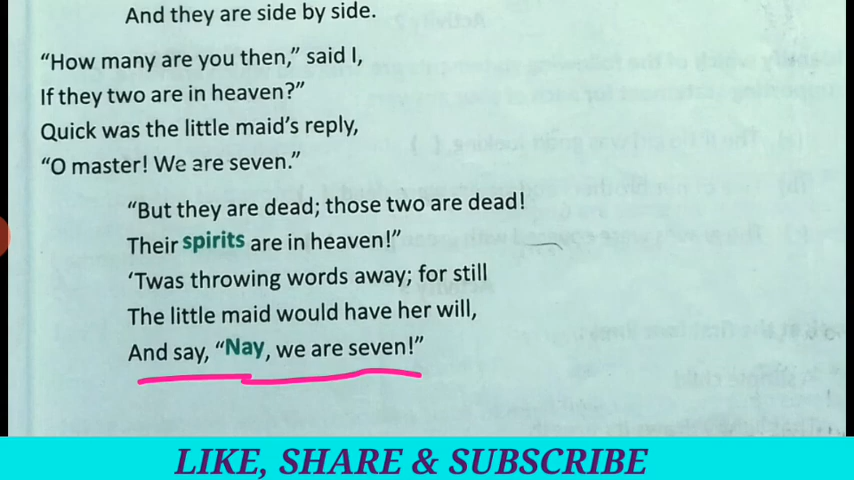 And they are side by side.
“How many are you then,” said I,
If they two are in heaven?”
Quick was the little maid’s reply,
“O master! We are seven.”
“But they are dead; those two are dead!
Their spirits are in heaven!”
‘Twas throwing words away; for still
The little maid would have her will,
And say, “Nay, we are seven!”
LIKE, SHARE & SUBSCRIBE